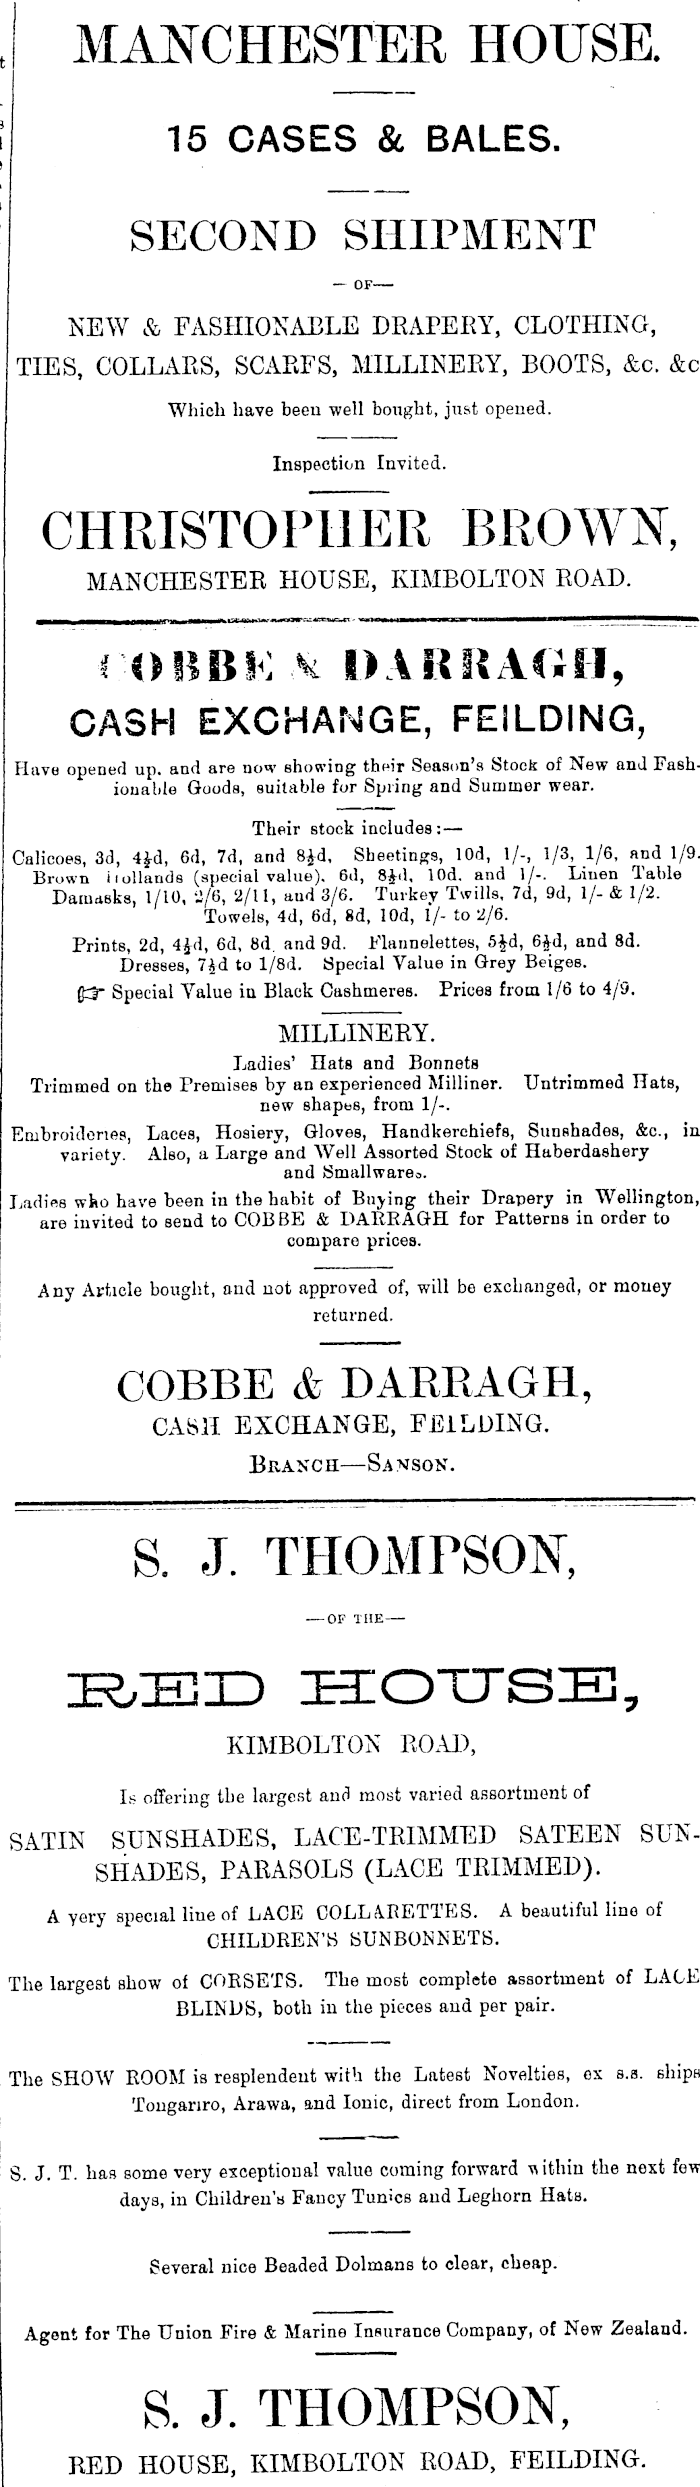 MANCHESTER HOUSE.
15 CASES & BALES.
SECOND SHIPMENT
— OF—
NEW & FASHIONABLE DRAPERY, CLOTHING,
TIES, COLLARS, SCARFS, MILLINERY, BOOTS, &c. &c
Which have been well bought, just opened.
Inspection Invited.
CHRISTOPHER BROWN,
MANCHESTER HOUSE, KIMBOLTON ROAD.
COBBE & DARRAGH,
CASH EXCHANGE, FEILDING,
Have opened up. and are now showing their Season's Stock of New and Fash-
ionable Goods, suitable for Spring and Summer wear.
Their stock includes:—
Calicoes, 3d, 4½d, 6d, 7d, and 8½d, Sheetings, 10d, 1/-, 1/3, 1/6, and 1/9.
Brown Hollands (special value). 6d, 8½d, 10d. and 1/-. Linen Table
Damasks, 1/10, 2/6, 2/11, and 3/6. Turkey Twills, 7d, 9d, 1/- & 1/2.
Towels, 4d, 6d, 8d, 10d, 1/- to 2/6.
Prints, 2d, 4½d, 6d, 8d. and 9d. Flannelettes, 5½d, 6½d, and 8d.
Dresses, 7½d to 1/8d. Special Value in Grey Beiges.
☞ Special Value in Black Cashmeres. Prices from 1/6 to 4/9.
MILLINERY.
Ladies' Hats and Bonnets
Trimmed on the Premises by an experienced Milliner. Untrimmed Hats,
new shapes, from 1/-.
Embroideries, Laces, Hosiery, Gloves, Handkerchiefs, Sunshades, &c., in
variety. Also, a Large and Well Assorted Stock of Haberdashery
and Smallwares.
Ladies who have been in the habit of Buying their Drapery in Wellington,
are invited to send to COBBE & DARRAGH for Patterns in order to
compare prices.
Any Article bought, and not approved of, will be exchanged, or money
returned.
COBBE & DARRAGH,
CASH EXCHANGE, FEILDING.
BRANCH—SANSON.
S. J. THOMPSON,
—OF THE—
RED HOUSE,
KIMBOLTON ROAD,
Is offering the largest and most varied assortment of
SATIN SUNSHADES, LACE-TRIMMED SATEEN SUN-
SHADES, PARASOLS (LACE TRIMMED).
A very special line of LACE COLLARETTES. A beautiful line of
CHILDREN'S SUNBONNETS.
The largest show of CORSETS. The most complete assortment of LACE
BLINDS, both in the pieces and per pair.
The SHOW ROOM is resplendent with the Latest Novelties, ex s.s. ships
Tongariro, Arawa, and Ionic, direct from London.
S. J. T. has some very exceptional value coming forward within the next few
days, in Children's Fancy Tunics and Leghorn Hats.
Several nice Beaded Dolmans to clear, cheap.
Agent for The Union Fire & Marine Insurance Company, of New Zealand.
S. J. THOMPSON,
RED HOUSE, KIMBOLTON ROAD, FEILDING.